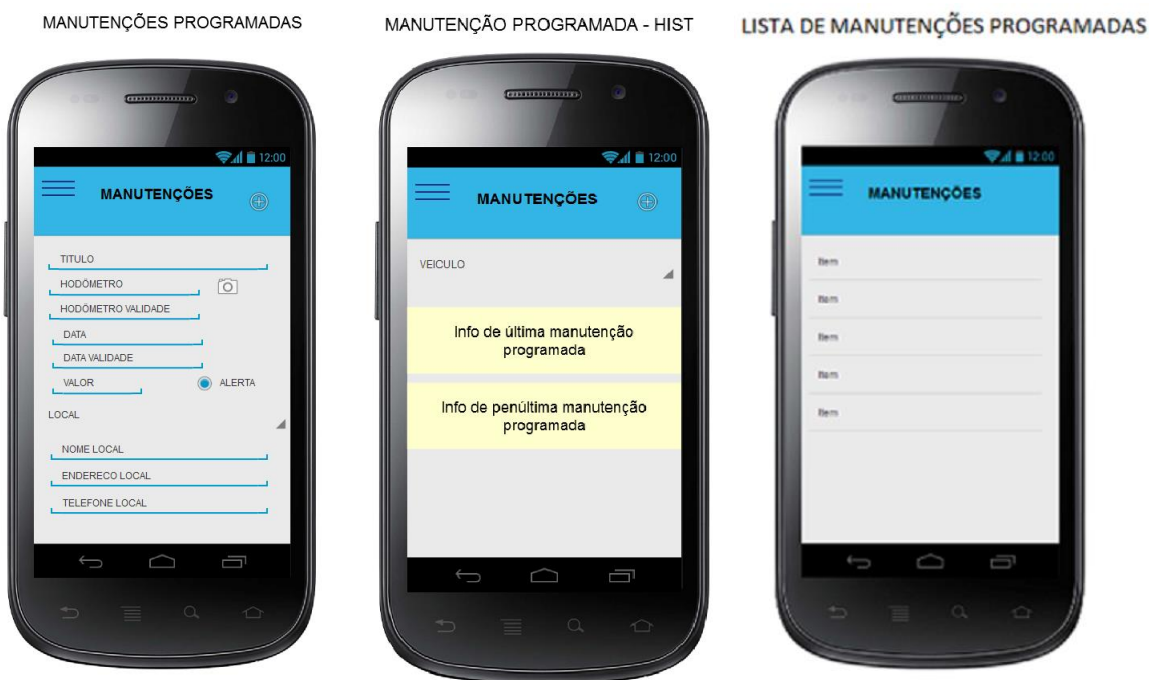 MANUTENÇÕES PROGRAMADAS
12:00
MANUTENÇÕES
TITULO
HODÔMETRO
HODÔMETRO VALIDADE
DATA
DATA VALIDADE
VALOR
ALERTA
LOCAL
NOME LOCAL
ENDERECO LOCAL
TELEFONE LOCAL
MANUTENÇÃO PROGRAMADA - HIST
12:00
MANUTENÇÕES
VEICULO
Info de última manutenção
programada
Info de penúltima manutenção
programada
LISTA DE MANUTENÇÕES PROGRAMADAS
12:00
MANUTENÇÕES
Item
Item
Item
Item
Item